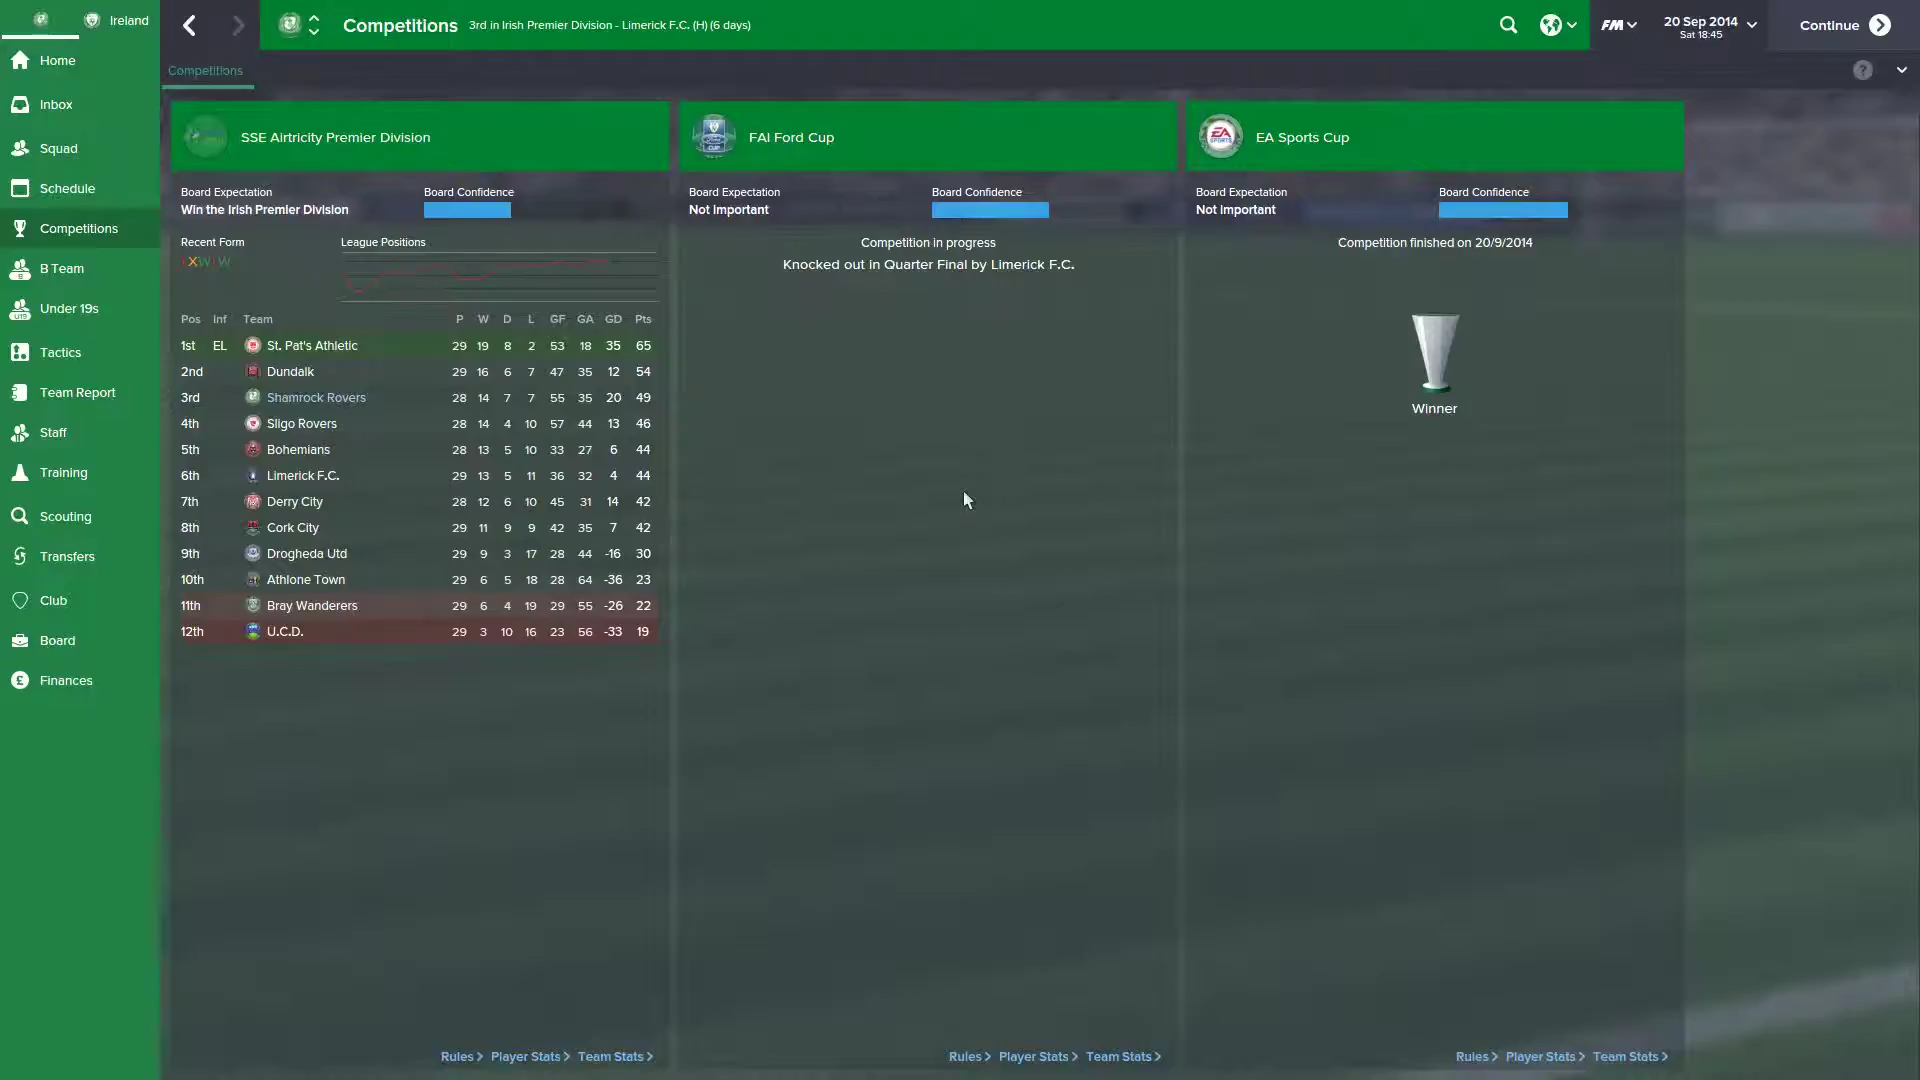 Ireland
Competitions 3rd in Irish Premier Division - Limerick F.C. (H) (6 days)
FM
20 Sep 2014
Sat 18:45
Continue
Home
Inbox
Squad
Schedule
Competitions
B Team
Under 19s
Tactics
Team Report
Staff
Training
Scouting
Transfers
Club
Board
Finances
Competitions
SSE Airtricity Premier Division
Board Expectation Board Confidence
Win the Irish Premier Division
Recent Form League Positions
Pos Inf Team P W D L GF GA GD Pts
1st EL St. Pat's Athletic 29 19 8 2 53 18 35 65
2nd Dundalk 29 16 6 7 47 35 12 54
3rd Shamrock Rovers 28 14 7 7 55 35 20 49
4th Sligo Rovers 28 14 4 10 57 44 13 46
5th Bohemians 28 13 5 10 33 27 6 44
6th Limerick F.C. 29 13 5 11 36 32 4 44
7th Derry City 28 12 6 10 45 31 14 42
8th Cork City 29 11 9 9 42 35 7 42
9th Drogheda Utd 29 9 3 17 28 44 -16 30
10th Athlone Town 29 6 5 18 28 64 -36 23
11th Bray Wanderers 29 6 4 19 29 55 -26 22
12th U.C.D. 29 3 10 16 23 56 -33 19
Rules Player Stats Team Stats
FAI Ford Cup
Board Expectation Board Confidence
Not Important
Competition in progress
Knocked out in Quarter Final by Limerick F.C.
Rules Player Stats Team Stats
EA SPORTS
EA Sports Cup
Board Expectation Board Confidence
Not Important
Competition finished on 20/9/2014
Winner
Rules Player Stats Team Stats